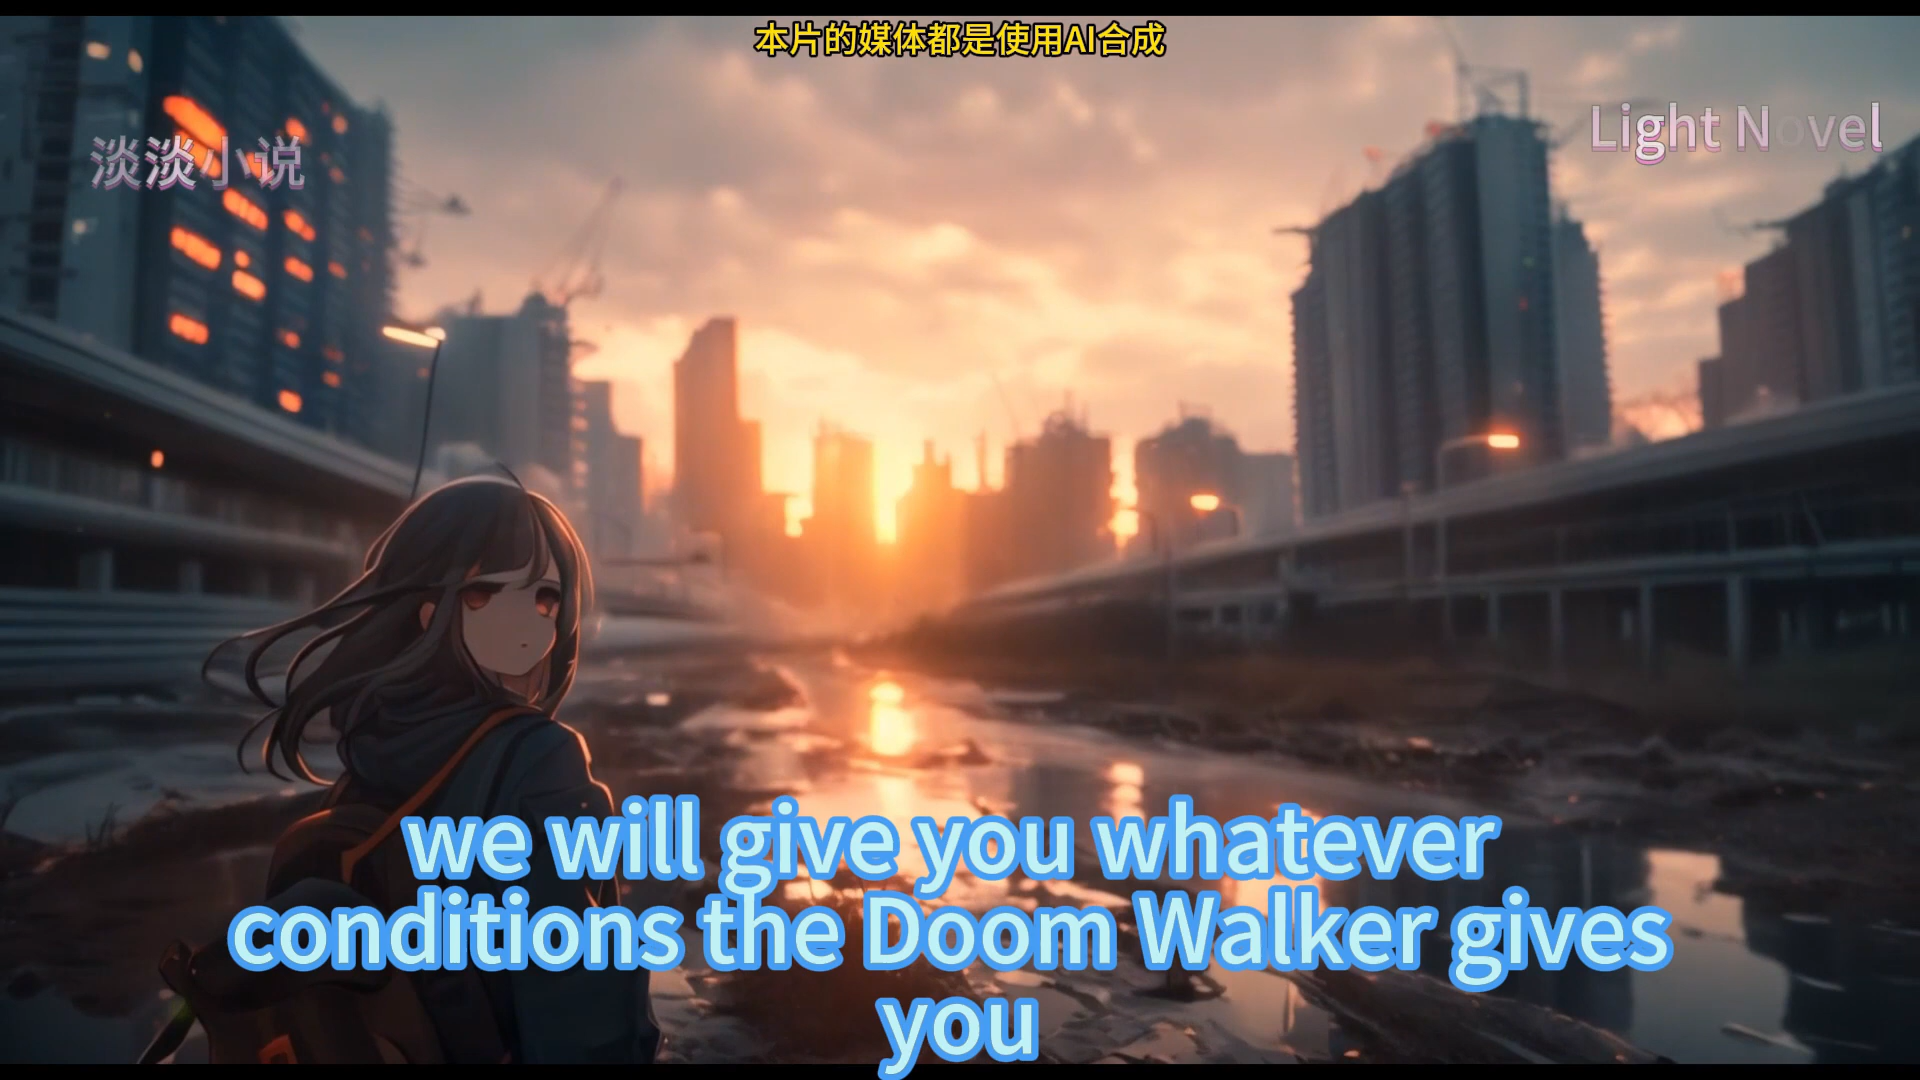 本片的媒体都是使用AI合成
淡淡小说
Light Novel
we will give you whatever
conditions the Doom Walker gives
you